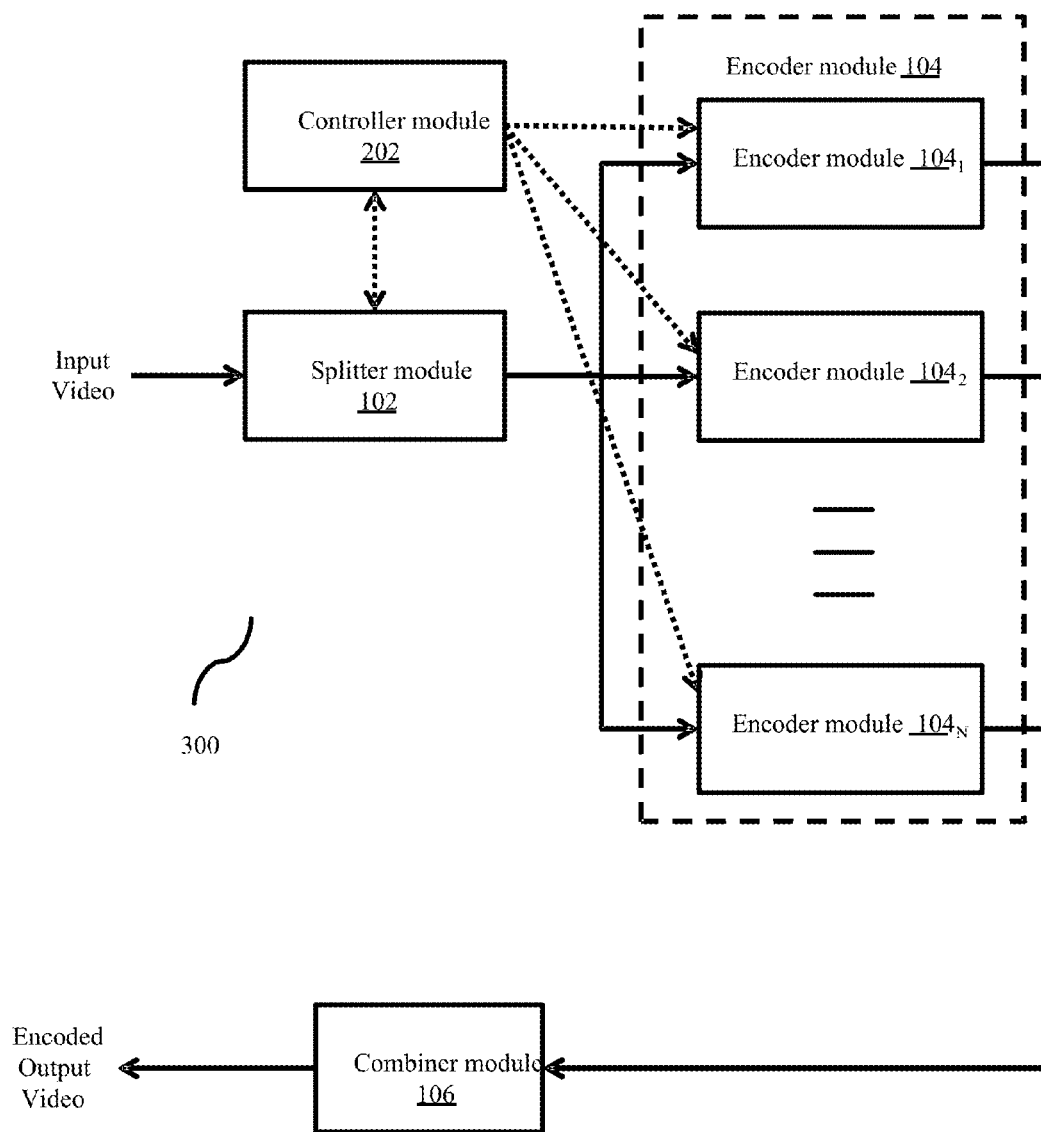 Encoder module 104
Controller module
202
Encoder module 104₁
Input
Video
Splitter module
102
Encoder module 104₂
Encoder module 104_N
300
Encoded
Output
Video
Combiner module
106